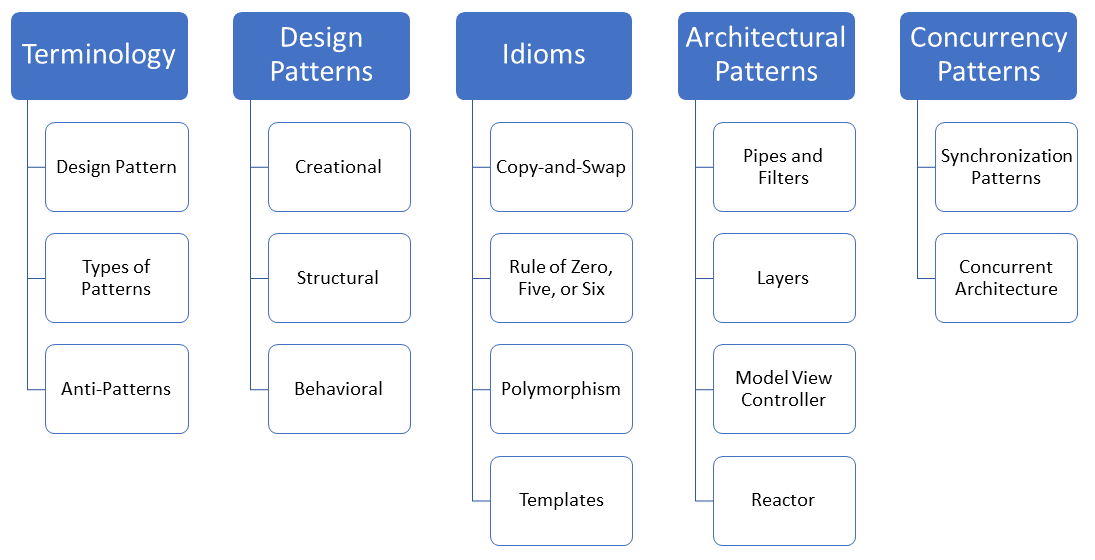 Terminology
Design Pattern
Types of
Patterns
Anti-Patterns
Design
Patterns
Creational
Structural
Behavioral
Idioms
Copy-and-Swap
Rule of Zero,
Five, or Six
Polymorphism
Templates
Architectural
Patterns
Pipes and
Filters
Layers
Model View
Controller
Reactor
Concurrency
Patterns
Synchronization
Patterns
Concurrent
Architecture